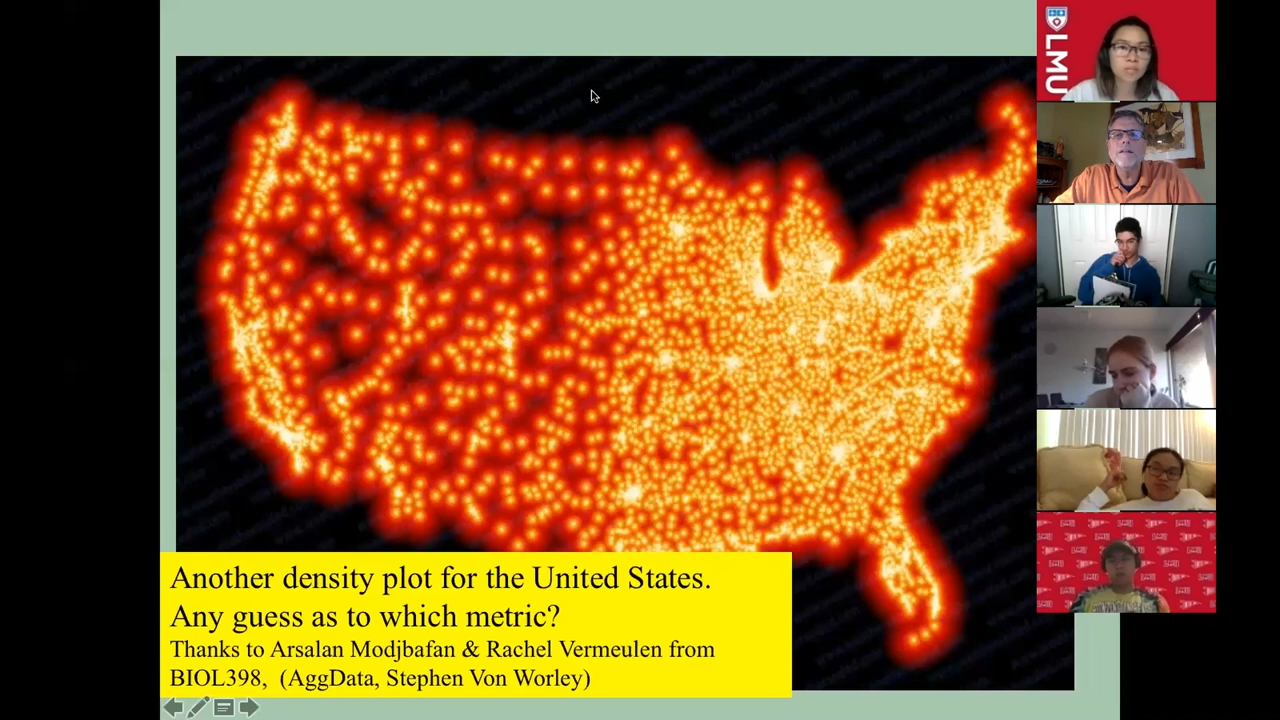 LMU
Another density plot for the United States.
Any guess as to which metric?
Thanks to Arsalan Modjbafan & Rachel Vermeulen from
BIOL398, (AggData, Stephen Von Worley)